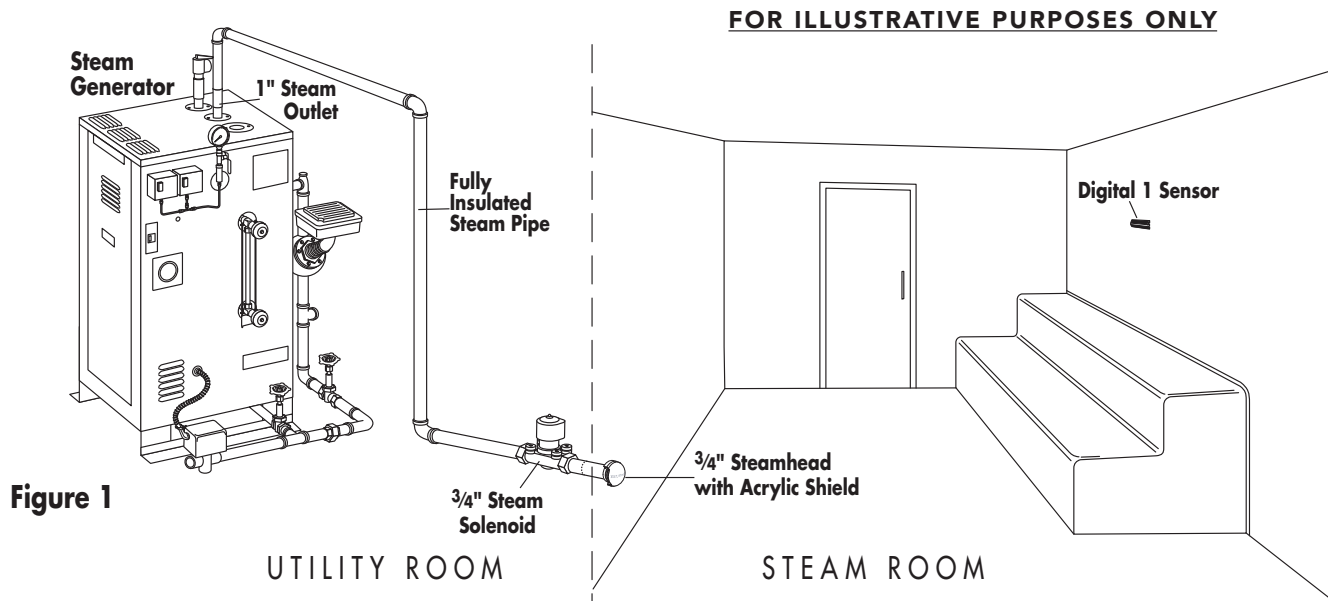 FOR ILLUSTRATIVE PURPOSES ONLY
Steam
Generator
1" Steam
Outlet
Fully
Insulated
Steam Pipe
Digital 1 Sensor
3/4" Steamhead
with Acrylic Shield
3/4" Steam
Solenoid
Figure 1
UTILITY ROOM
STEAM ROOM